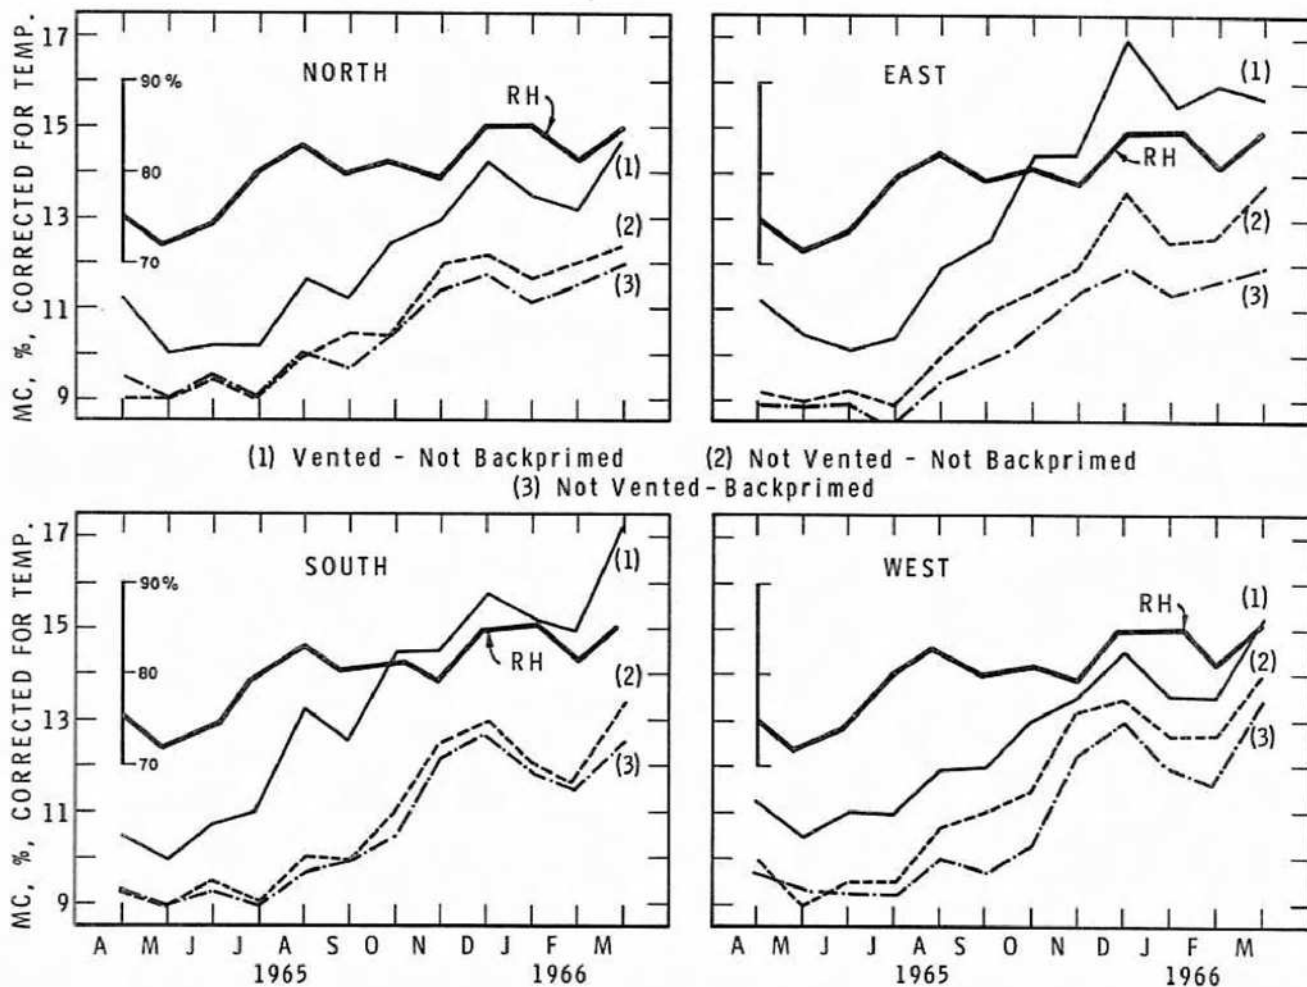 17
15
13
11
9
MC, %, CORRECTED FOR TEMP.
90 %
80
70
NORTH
RH
(1)
(2)
(3)
EAST
RH
(1)
(2)
(3)
(1) Vented - Not Backprimed (2) Not Vented - Not Backprimed
(3) Not Vented - Backprimed
17
15
13
11
9
MC, %, CORRECTED FOR TEMP.
90 %
80
70
SOUTH
RH
(1)
(2)
(3)
A M J J A S O N D J F M
1965 1966
WEST
RH
(1)
(2)
(3)
A M J J A S O N D J F M
1965 1966